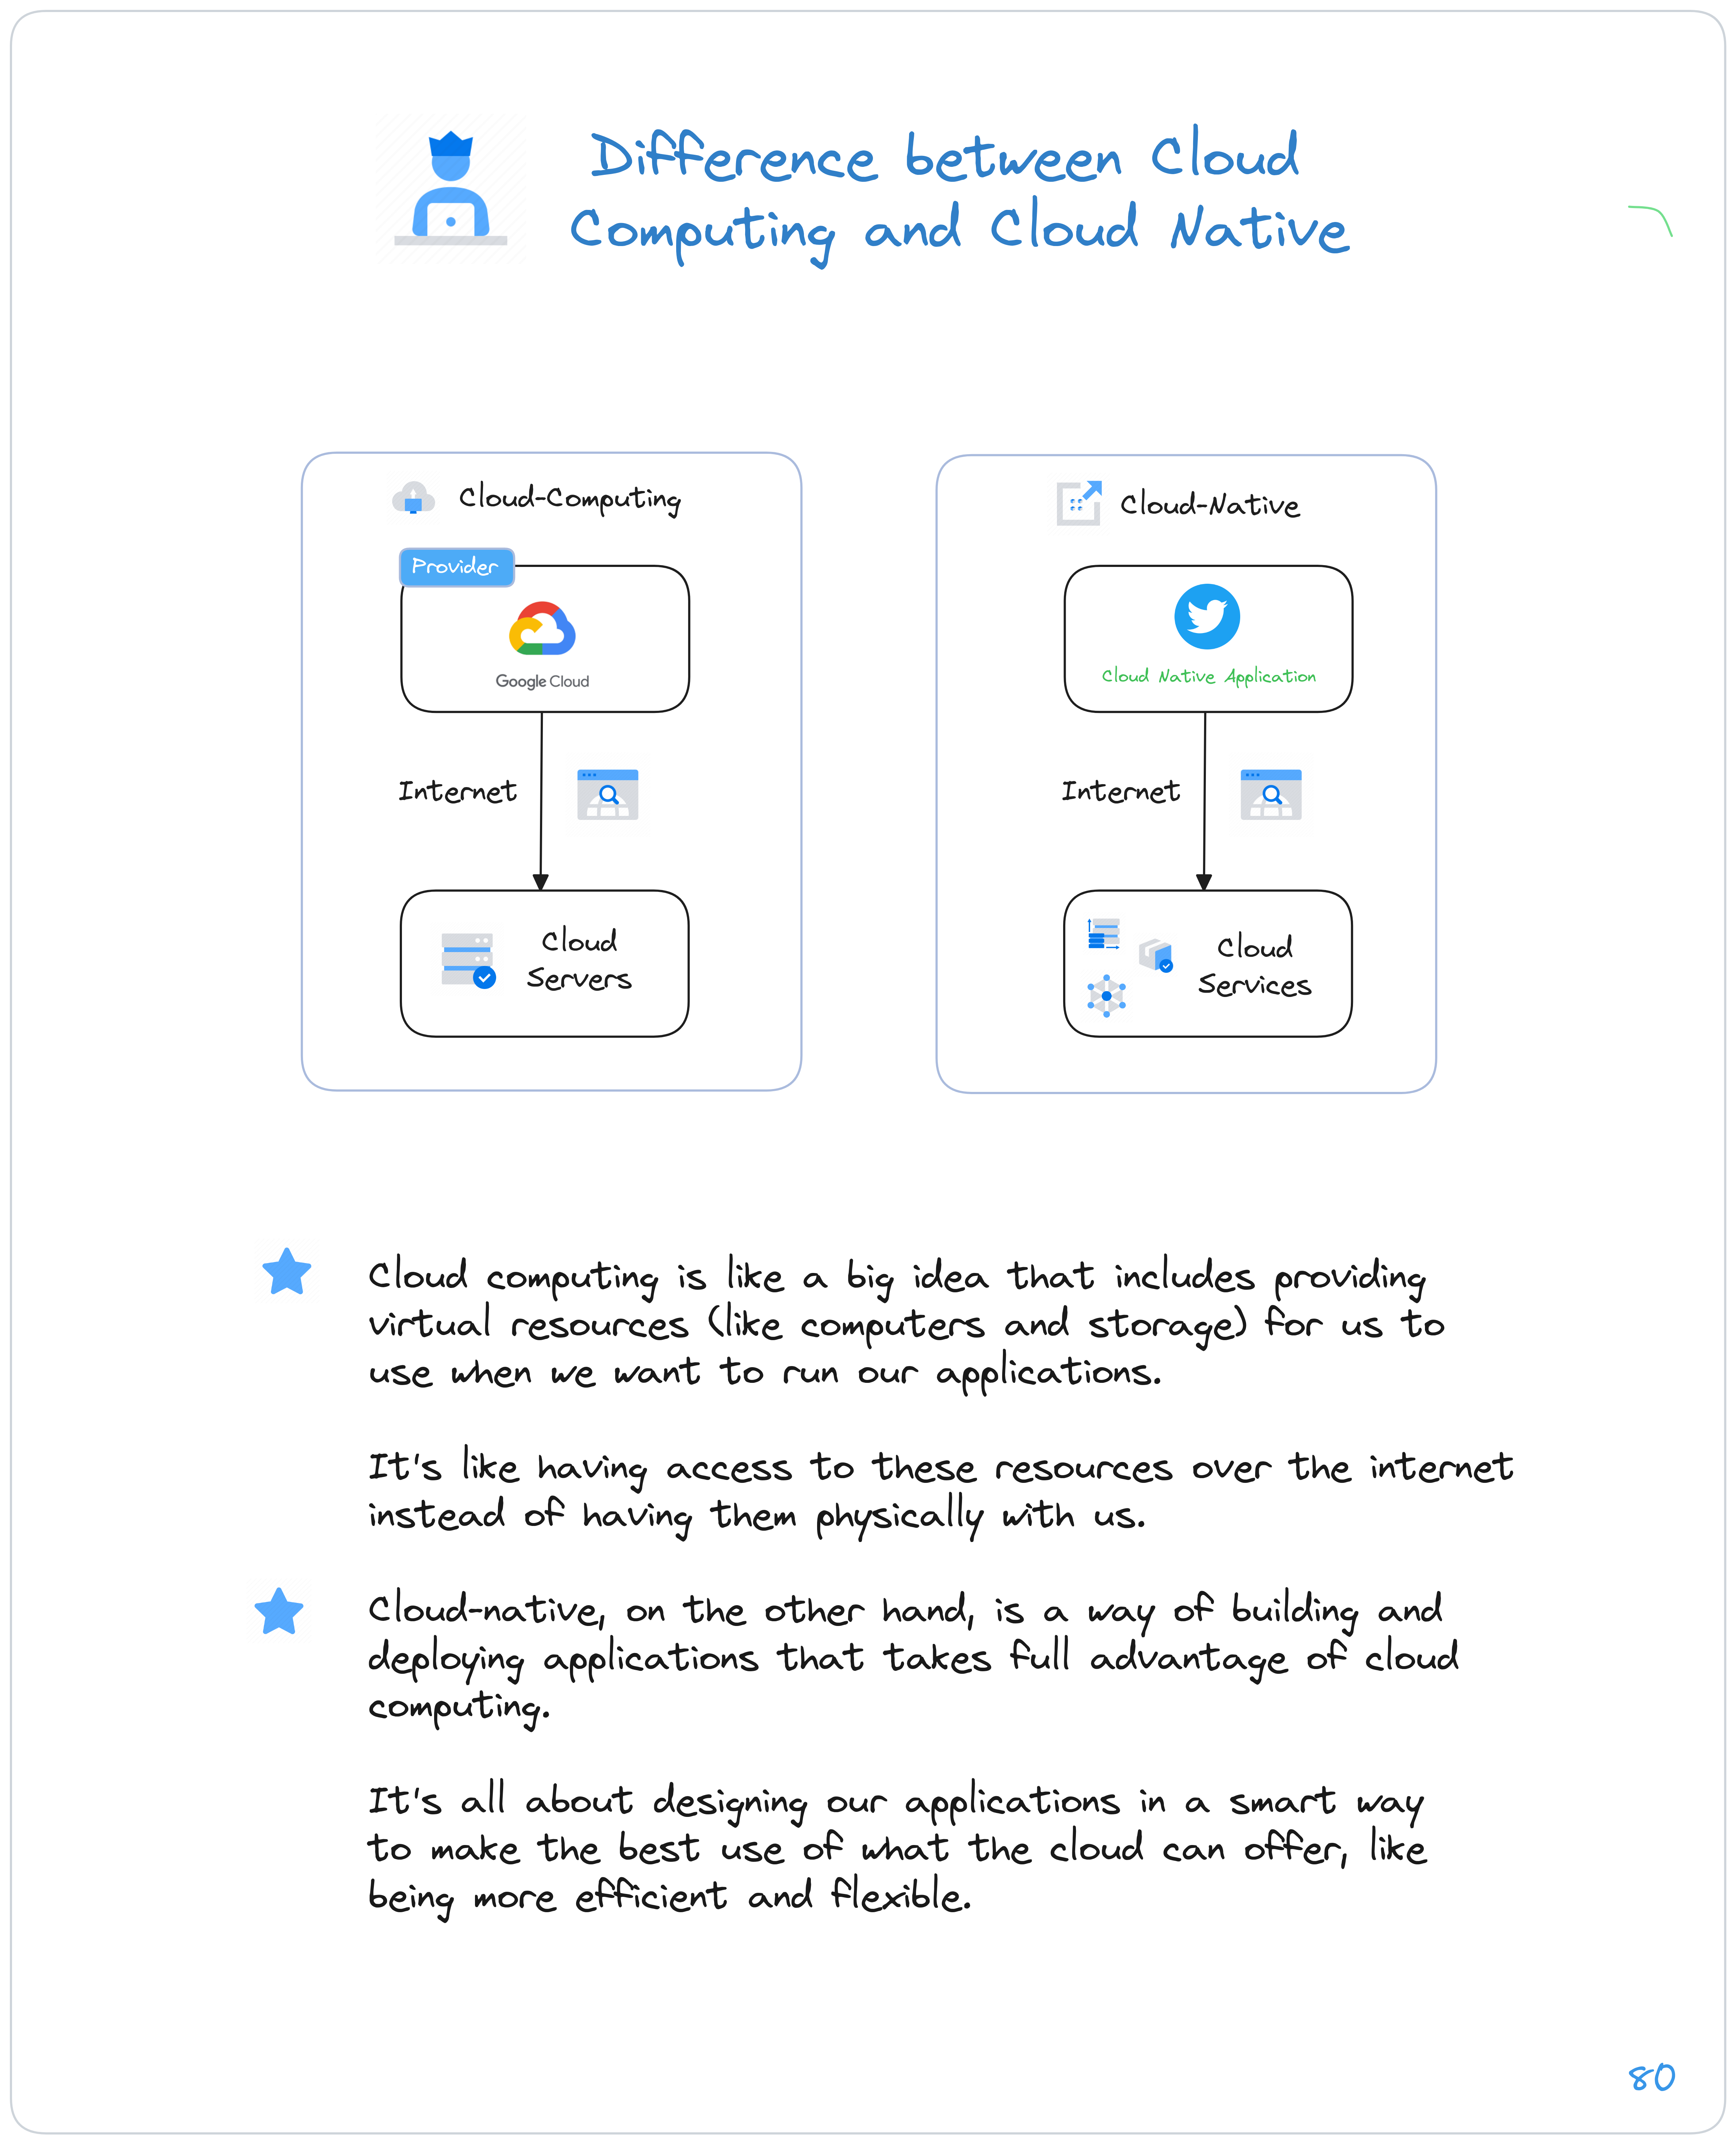 Difference between Cloud
Computing and Cloud Native
Cloud-Computing
Provider
Google Cloud
Internet
Cloud
Servers
Cloud-Native
Cloud Native Application
Internet
Cloud
Services
Cloud computing is like a big idea that includes providing
virtual resources (like computers and storage) for us to
use when we want to run our applications.
It's like having access to these resources over the internet
instead of having them physically with us.
Cloud-native, on the other hand, is a way of building and
deploying applications that takes full advantage of cloud
computing.
It's all about designing our applications in a smart way
to make the best use of what the cloud can offer, like
being more efficient and flexible.
80